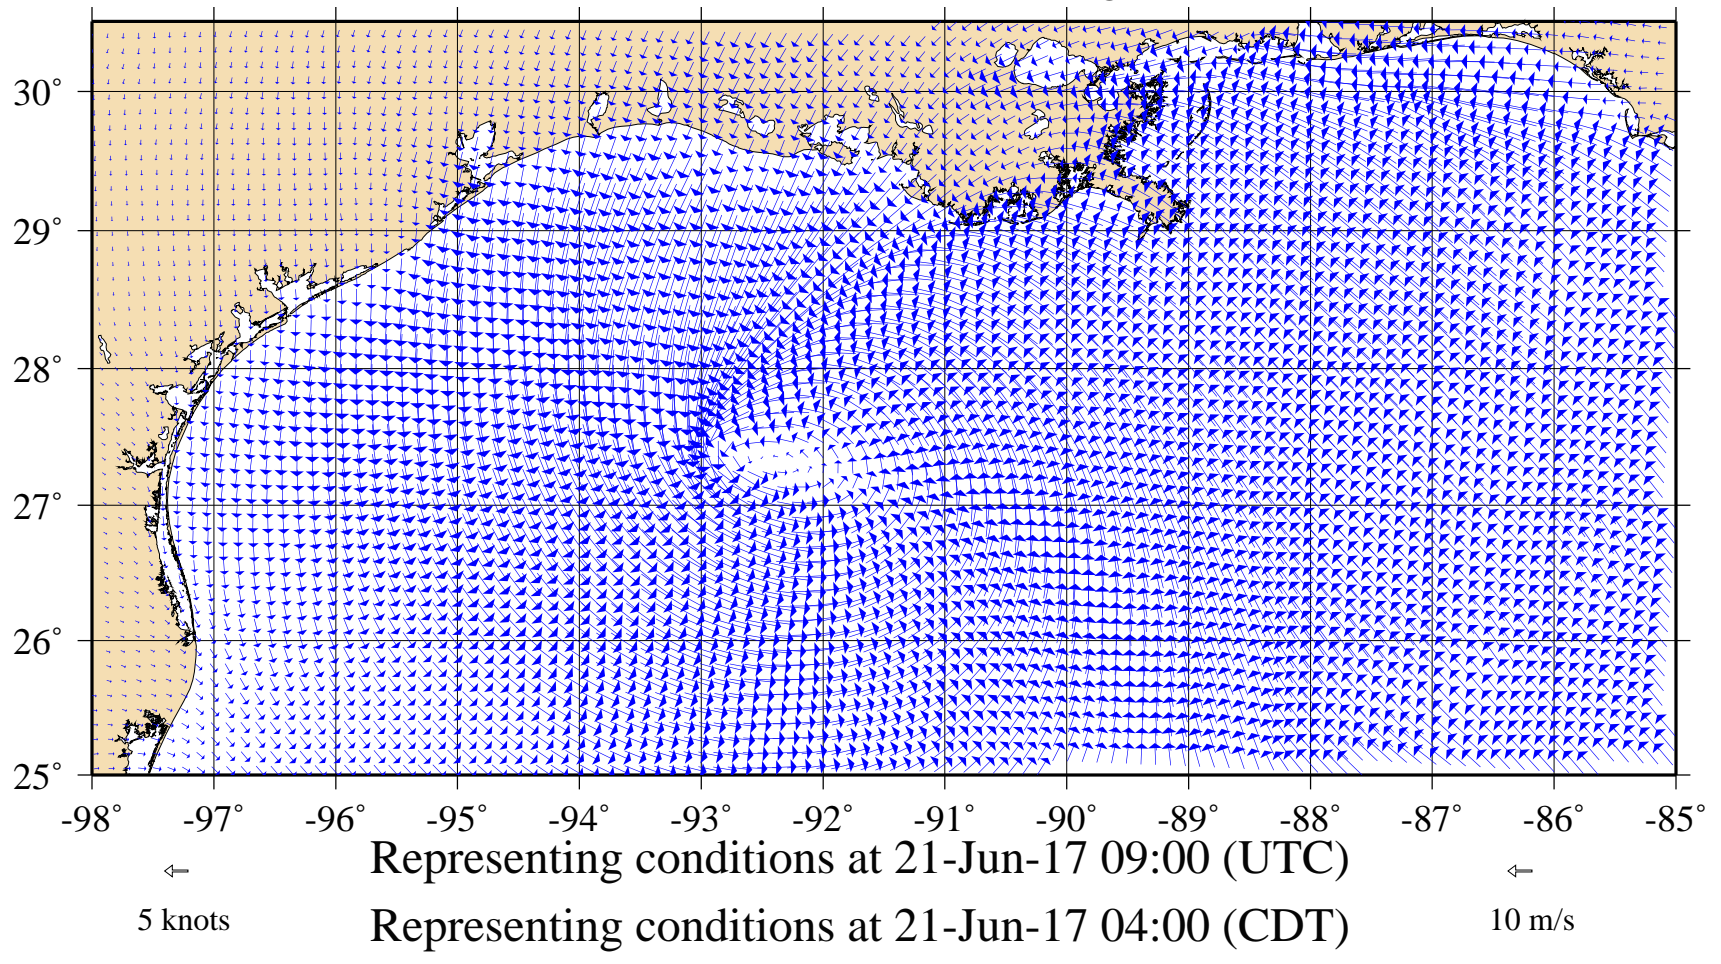 30°
29°
28°
27°
26°
25°
-98° -97° -96° -95° -94° -93° -92° -91° -90° -89° -88° -87° -86° -85°
Representing conditions at 21-Jun-17 09:00 (UTC)
5 knots
10 m/s
Representing conditions at 21-Jun-17 04:00 (CDT)